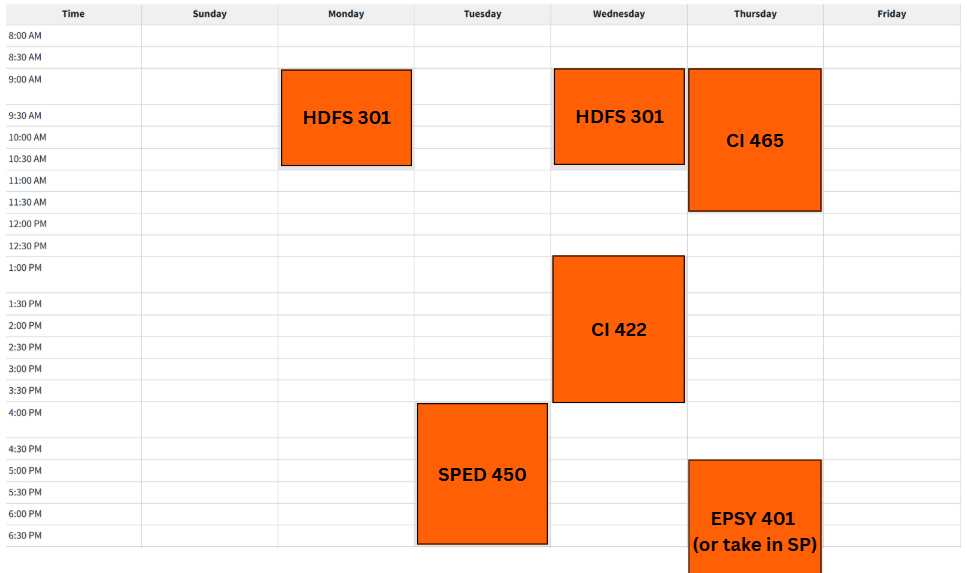 Time Sunday Monday Tuesday Wednesday Thursday Friday
8:00 AM
8:30 AM
9:00 AM
HDFS 301 HDFS 301
9:30 AM
10:00 AM
CI 465
10:30 AM
11:00 AM
11:30 AM
12:00 PM
12:30 PM
1:00 PM
1:30 PM
2:00 PM
CI 422
2:30 PM
3:00 PM
3:30 PM
4:00 PM
4:30 PM
5:00 PM
SPED 450
5:30 PM
6:00 PM
EPSY 401
6:30 PM
(or take in SP)